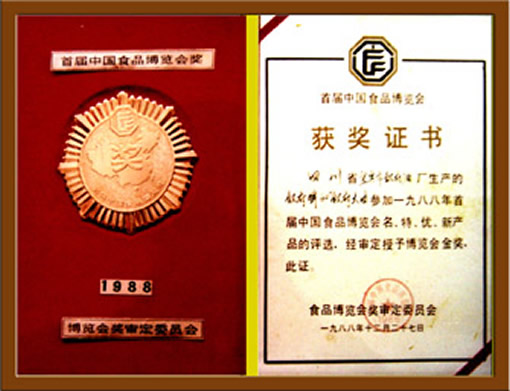 首届中国食品博览会奖
1988
博览会奖审定委员会
首届中国食品博览会
获奖证书
四川省 厂生产的
参加一九八八年首
届中国食品博览会名、特、优、新产
品的评选，经审定授予博览会金奖，
此证。
食品博览会奖审定委员会
一九八八年十二月二十七日